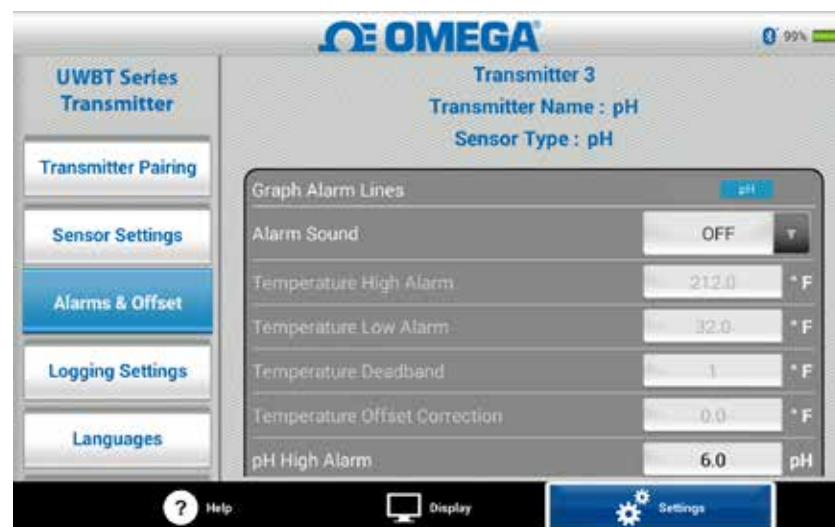 OMEGA
99%
UWBT Series
Transmitter
Transmitter Pairing
Sensor Settings
Alarms & Offset
Logging Settings
Languages
Transmitter 3
Transmitter Name : pH
Sensor Type : pH
Graph Alarm Lines pH
Alarm Sound OFF
Temperature High Alarm 212.0 °F
Temperature Low Alarm 32.0 °F
Temperature Deadband 1 °F
Temperature Offset Correction 0.0 °F
pH High Alarm 6.0 pH
? Help
Display
Settings